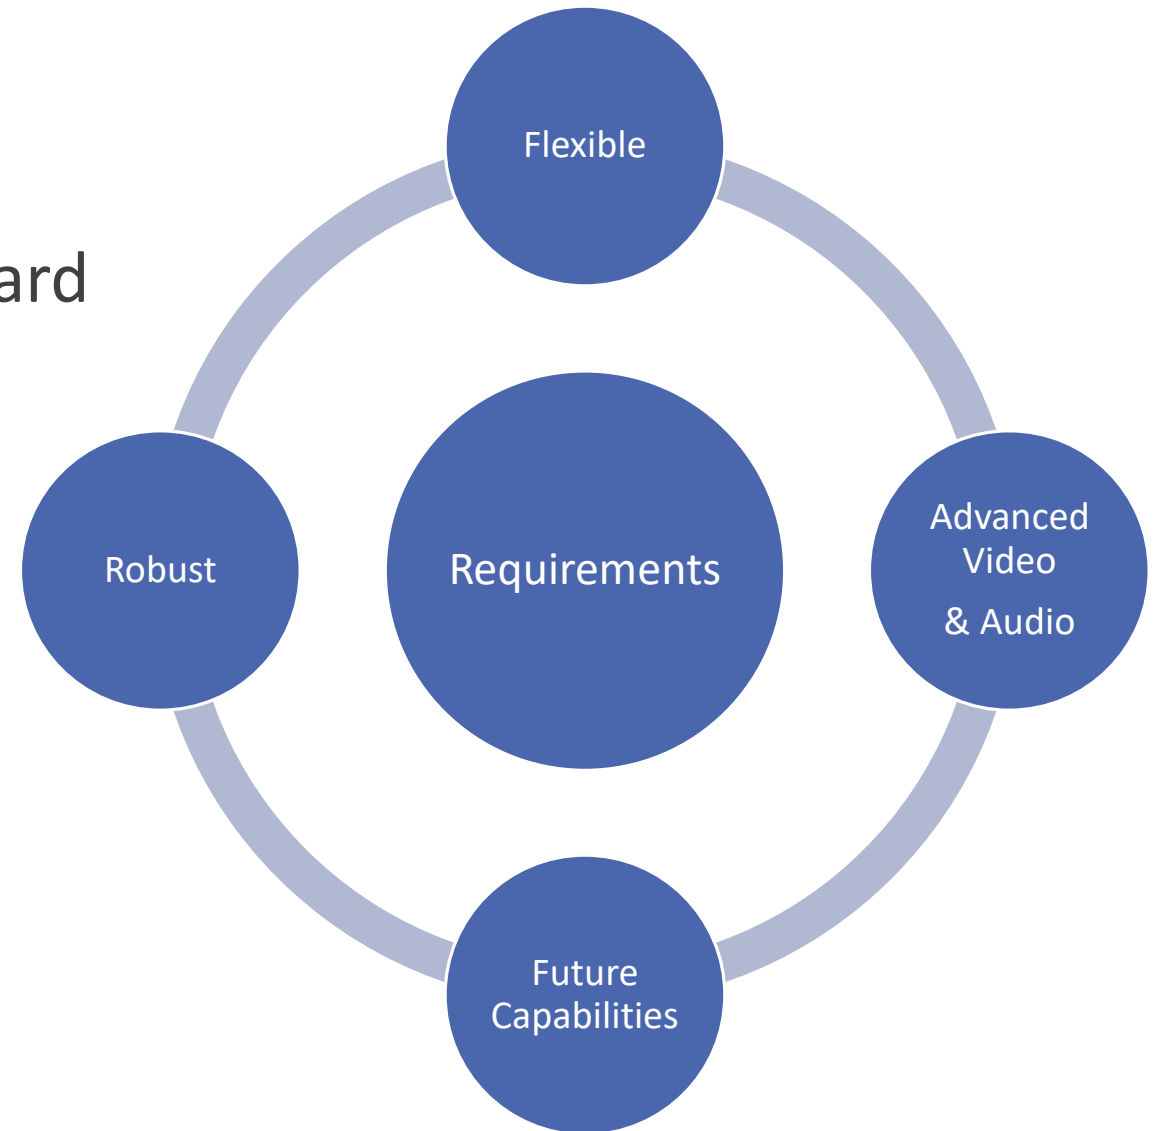 Flexible
ard
Advanced
Video
& Audio
Robust
Requirements
Future
Capabilities